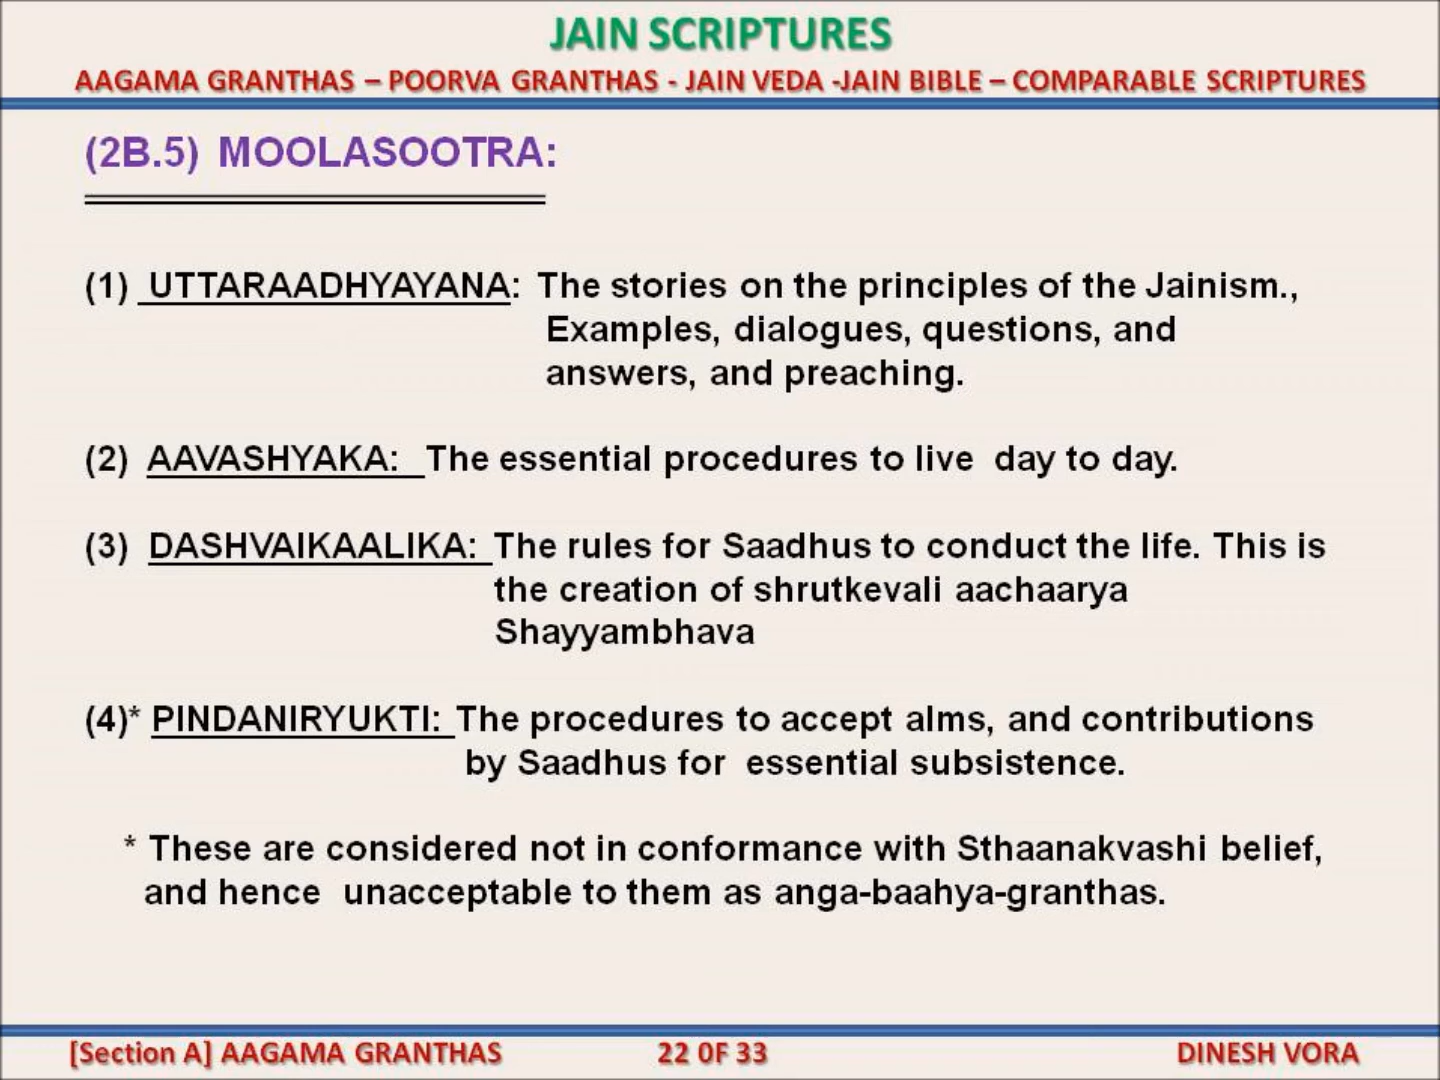 JAIN SCRIPTURES
AAGAMA GRANTHAS – POORVA GRANTHAS - JAIN VEDA -JAIN BIBLE – COMPARABLE SCRIPTURES
(2B.5) MOOLASOOTRA:
(1) UTTARAADHYAYANA: The stories on the principles of the Jainism.,
Examples, dialogues, questions, and
answers, and preaching.
(2) AAVASHYAKA: The essential procedures to live day to day.
(3) DASHVAIKAALIKA: The rules for Saadhus to conduct the life. This is
the creation of shrutkevali aachaarya
Shayyambhava
(4)* PINDANIRYUKTI: The procedures to accept alms, and contributions
by Saadhus for essential subsistence.
* These are considered not in conformance with Sthaanakvashi belief,
and hence unacceptable to them as anga-baahya-granthas.
[Section A] AAGAMA GRANTHAS 22 0F 33 DINESH VORA